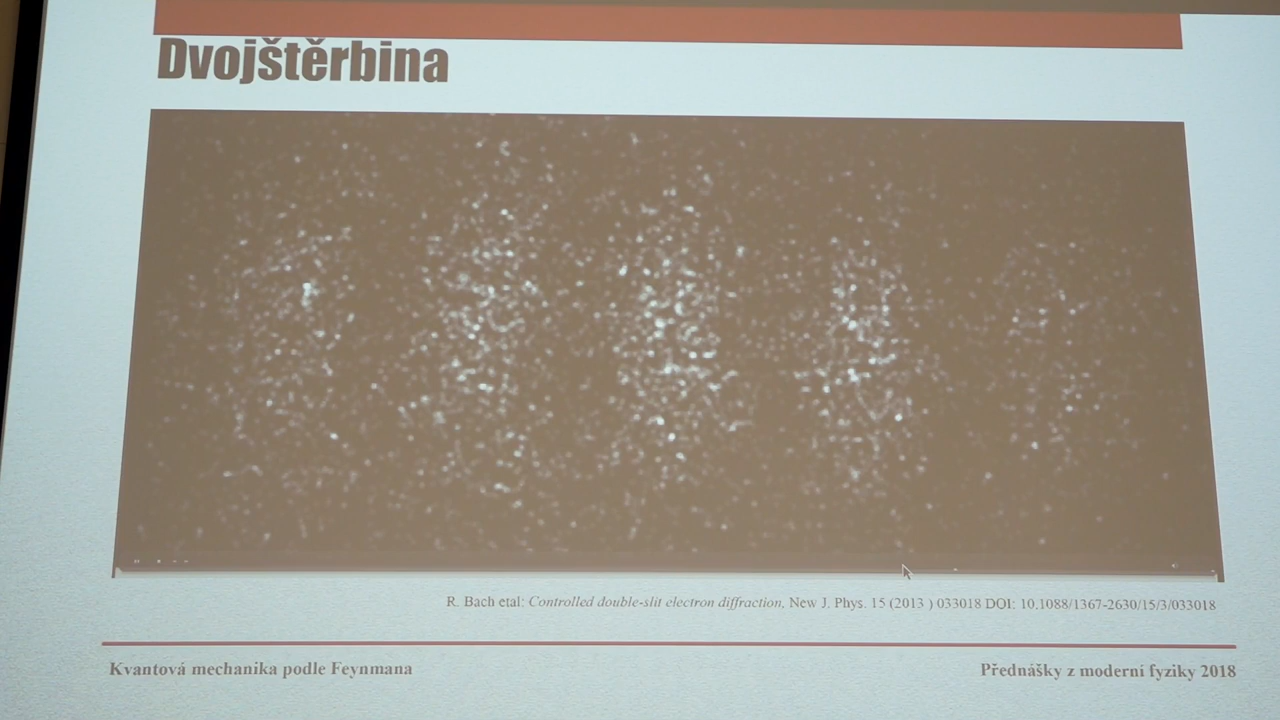 Dvojštěrbina
R. Bach etal: Controlled double-slit electron diffraction, New J. Phys. 15 (2013 ) 033018 DOI: 10.1088/1367-2630/15/3/033018
Kvantová mechanika podle Feynmana
Přednášky z moderní fyziky 2018